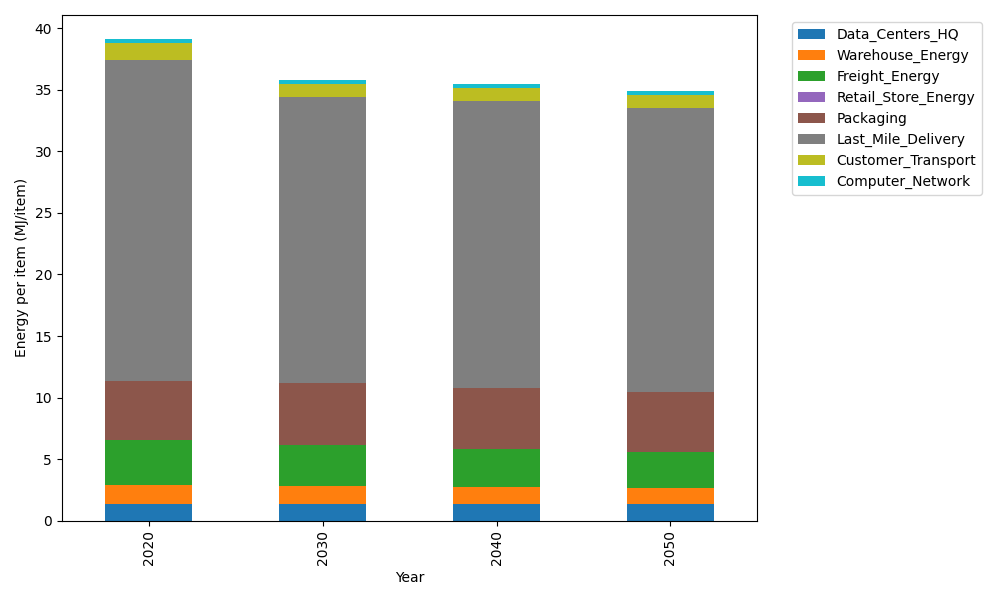 40
35
30
25
20
15
10
5
0
Energy per item (MJ/item)
2020
2030
2040
2050
Year
Data_Centers_HQ
Warehouse_Energy
Freight_Energy
Retail_Store_Energy
Packaging
Last_Mile_Delivery
Customer_Transport
Computer_Network